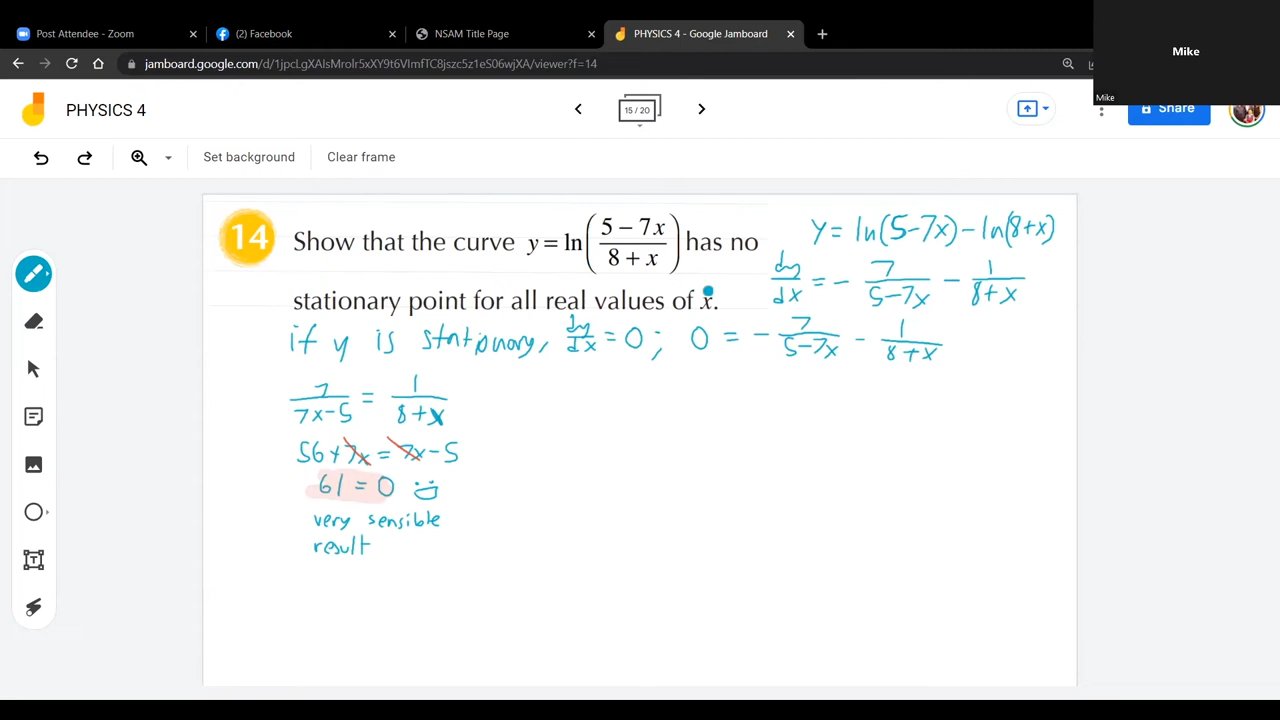 Post Attendee - Zoom
(2) Facebook
NSAM Title Page
PHYSICS 4 - Google Jamboard
Mike
jamboard.google.com/d/1jpcLgXAIsMroIr5xXY9t6VImfTC8jszc5z1eS06wjXA/viewer?f=14
Mike
PHYSICS 4
15 / 20
Share
Set background
Clear frame
14 Show that the curve y = ln((5 − 7x)/(8 + x)) has no
stationary point for all real values of x.
y = ln(5-7x) - ln(8+x)
dy/dx = - 7/(5-7x) - 1/(8+x)
if y is stationary, dy/dx = 0; 0 = - 7/(5-7x) - 1/(8+x)
7/(7x-5) = 1/(8+x)
56 + 7x = 7x - 5
61 = 0
very sensible
result